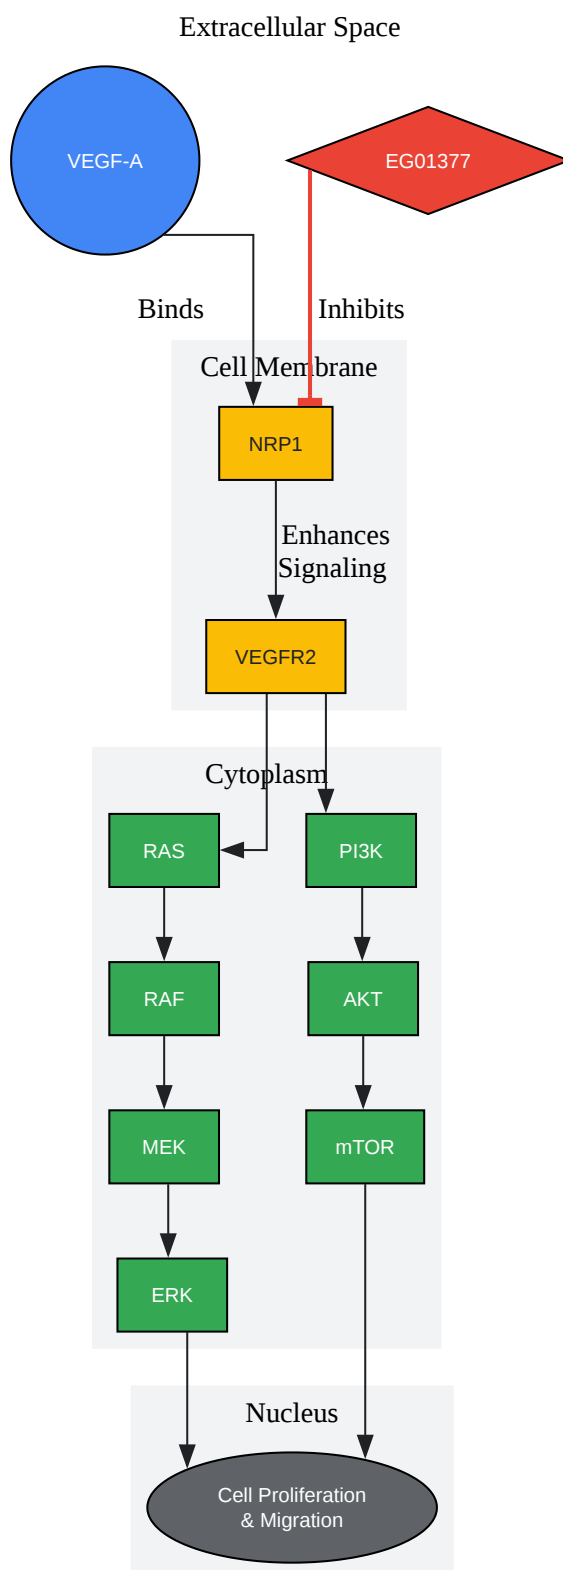 Extracellular Space
VEGF-A
EG01377
Binds
Inhibits
Cell Membrane
NRP1
Enhances
Signaling
VEGFR2
Cytoplasm
RAS
PI3K
RAF
AKT
MEK
mTOR
ERK
Nucleus
Cell Proliferation
& Migration